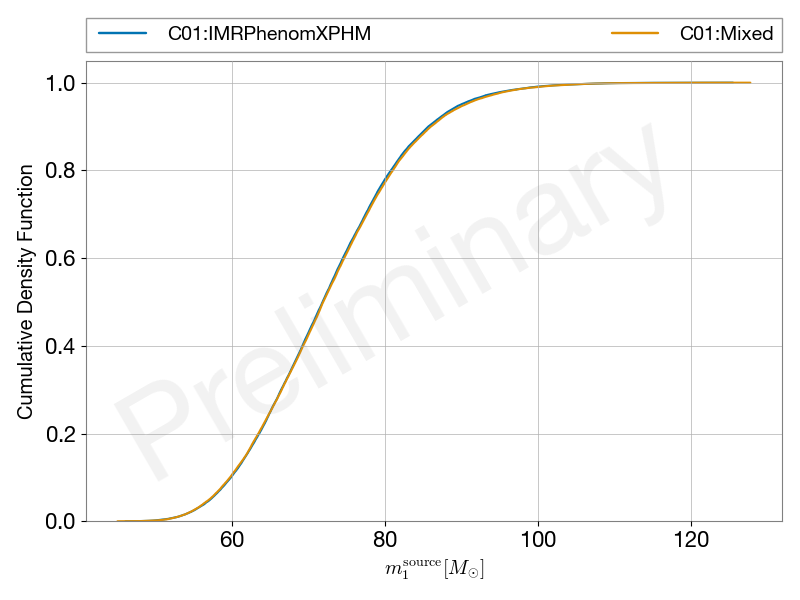 C01:IMRPhenomXPHM C01:Mixed
1.0
0.8
0.6
0.4
0.2
0.0
Cumulative Density Function
Preliminary
60 80 100 120
$m_1^{\mathrm{source}}[M_\odot]$